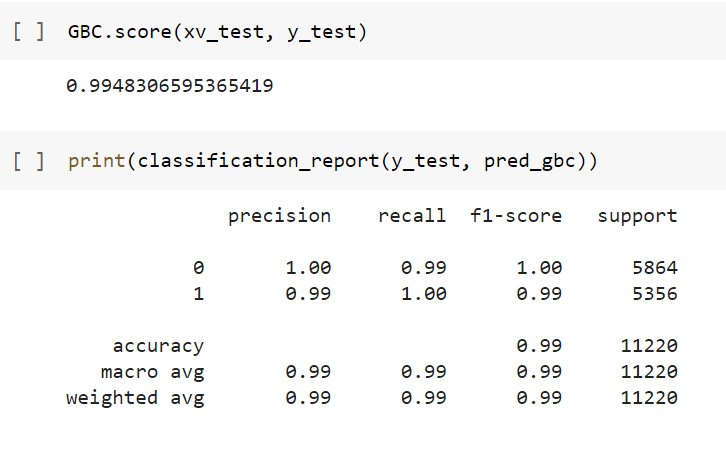 [ ] GBC.score(xv_test, y_test)
0.9948306595365419
[ ] print(classification_report(y_test, pred_gbc))
precision recall f1-score support
0 1.00 0.99 1.00 5864
1 0.99 1.00 0.99 5356
accuracy 0.99 11220
macro avg 0.99 0.99 0.99 11220
weighted avg 0.99 0.99 0.99 11220